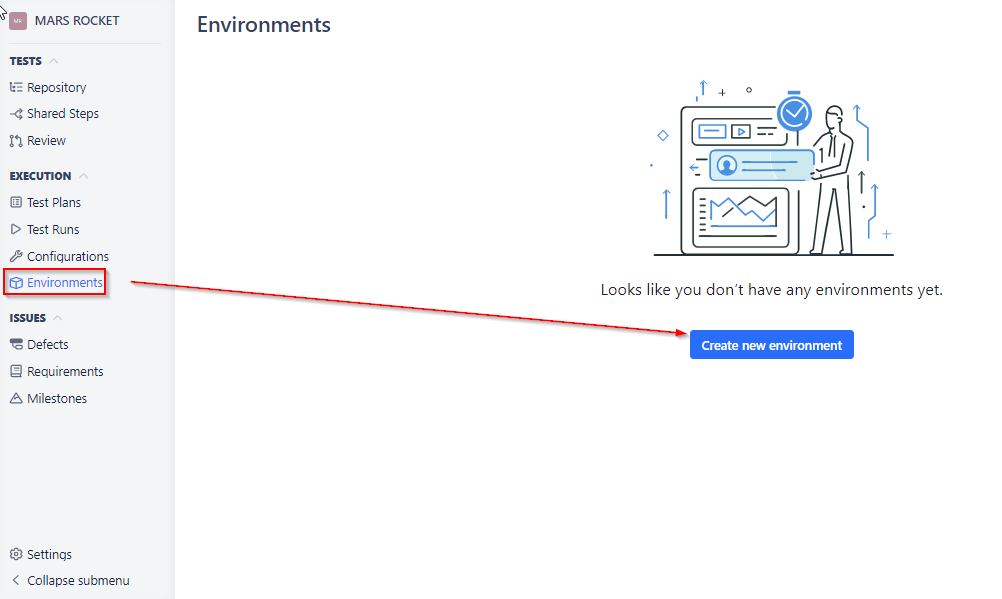 MR MARS ROCKET
TESTS
Repository
Shared Steps
Review
EXECUTION
Test Plans
Test Runs
Configurations
Environments
ISSUES
Defects
Requirements
Milestones
Settings
Collapse submenu
Environments
Looks like you don’t have any environments yet.
Create new environment